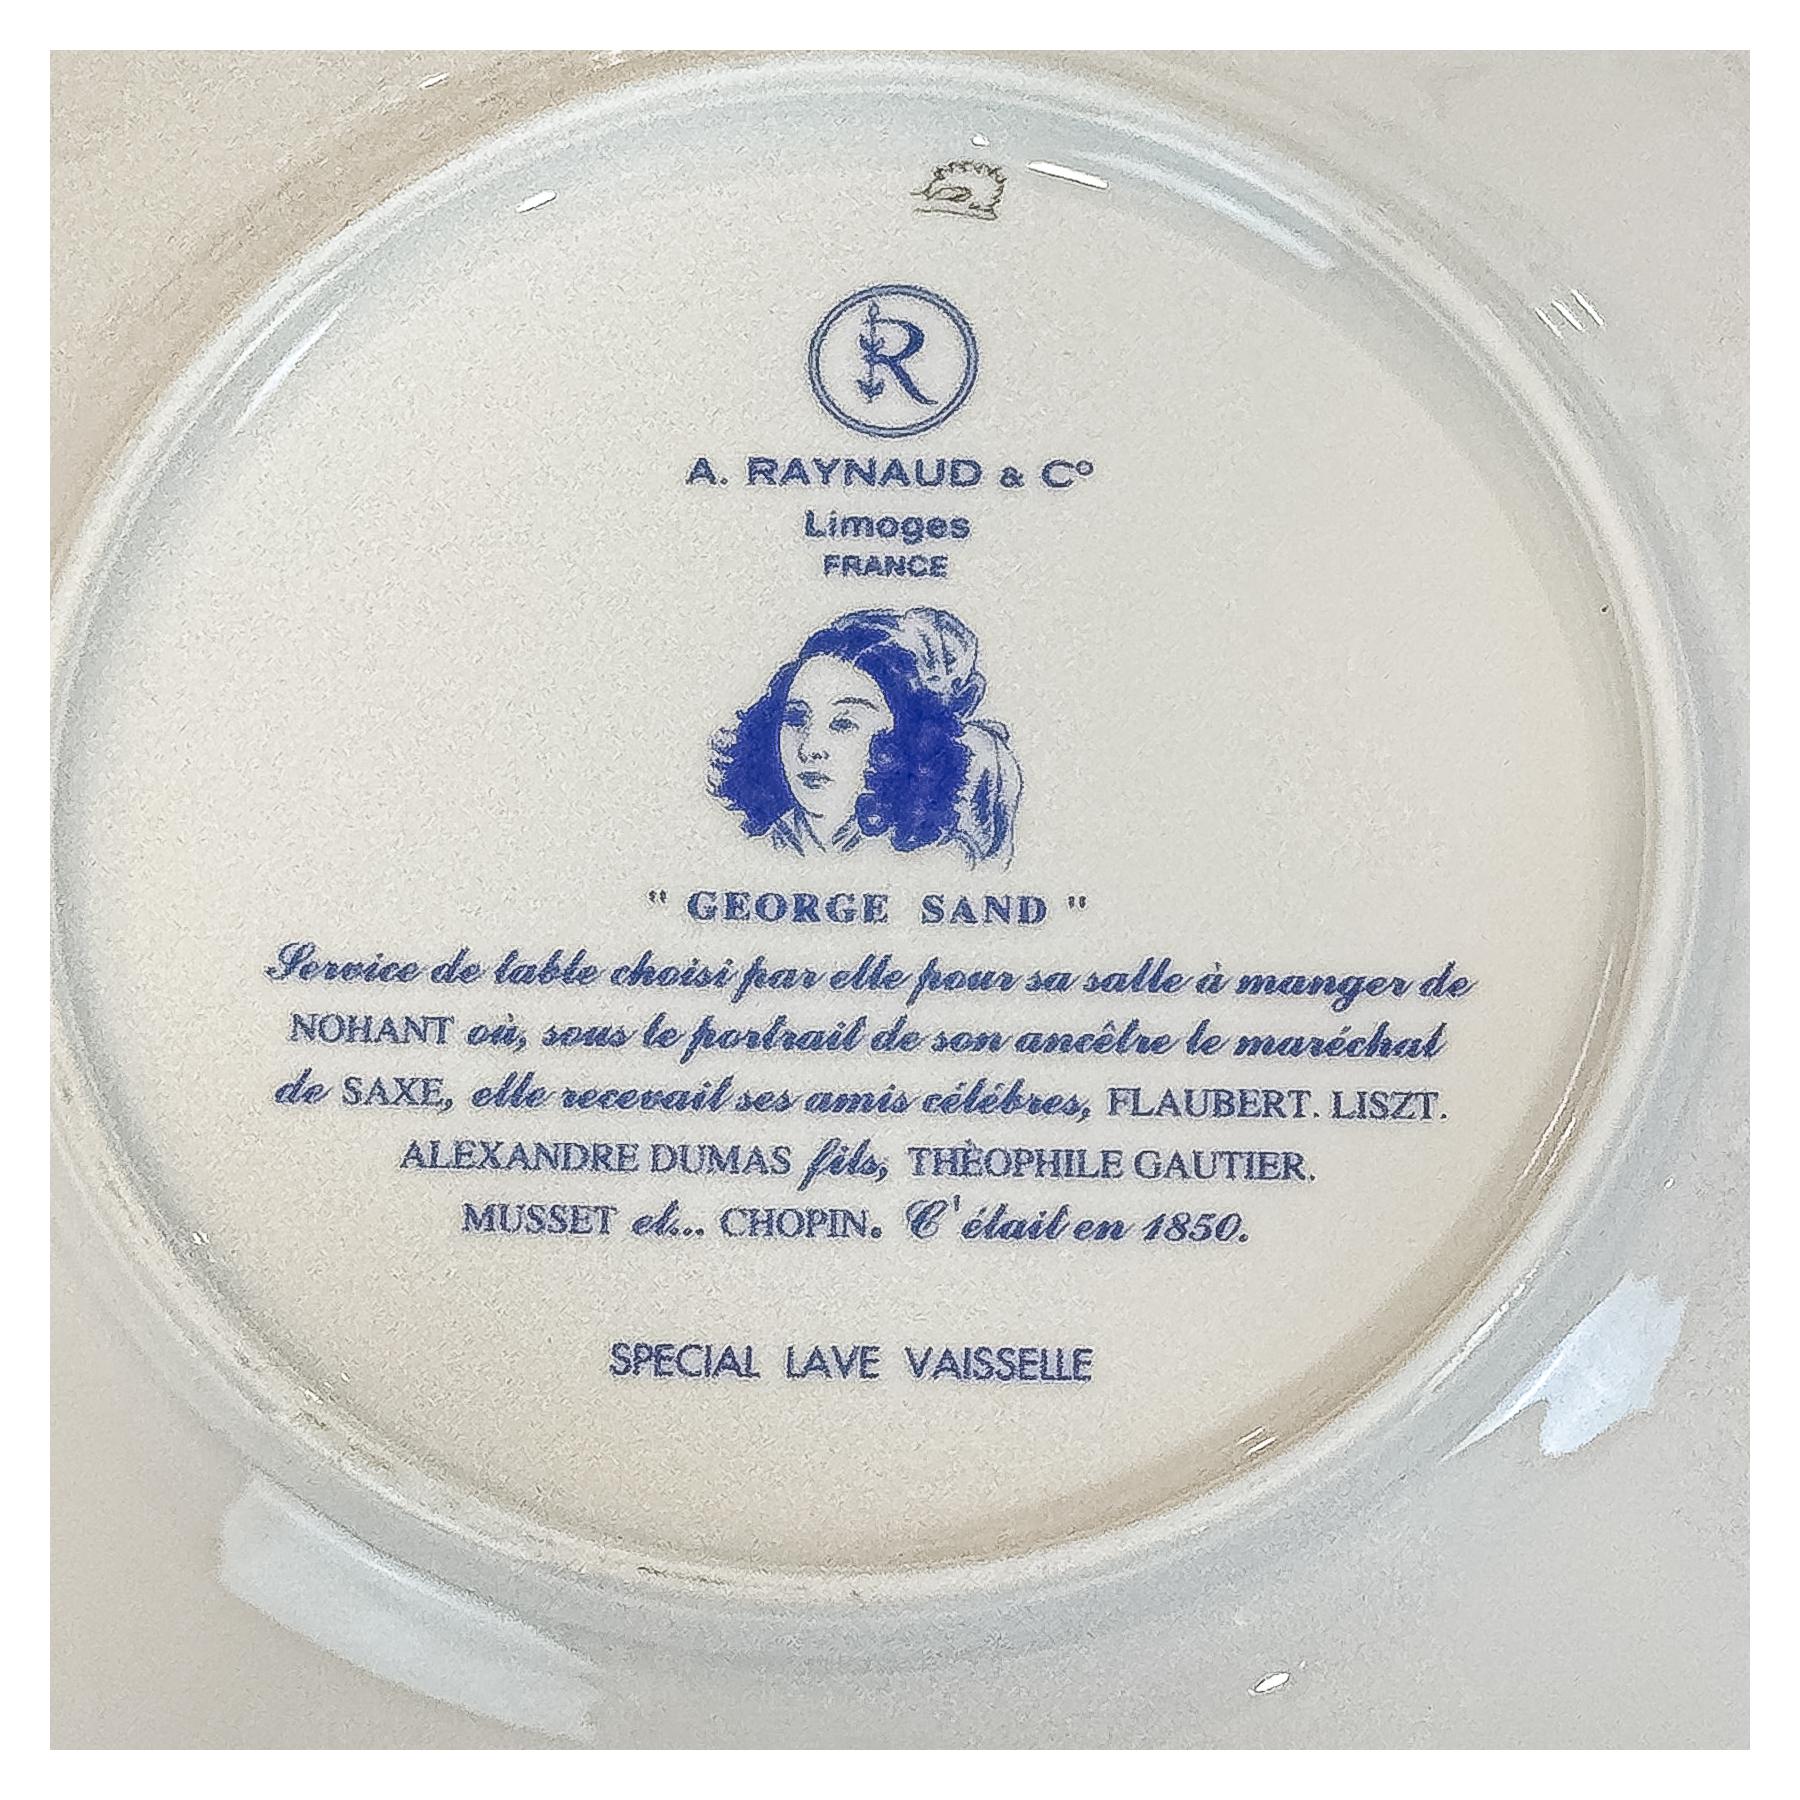 R
A. RAYNAUD & Cº
Limoges
FRANCE
" GEORGE SAND "
Service de table choisi par elle pour sa salle à manger de
NOHANT où, sous le portrait de son ancêtre le maréchal
de SAXE, elle recevait ses amis célébres, FLAUBERT. LISZT.
ALEXANDRE DUMAS fils, THÈOPHILE GAUTIER.
MUSSET et... CHOPIN. C'était en 1850.
SPECIAL LAVE VAISSELLE